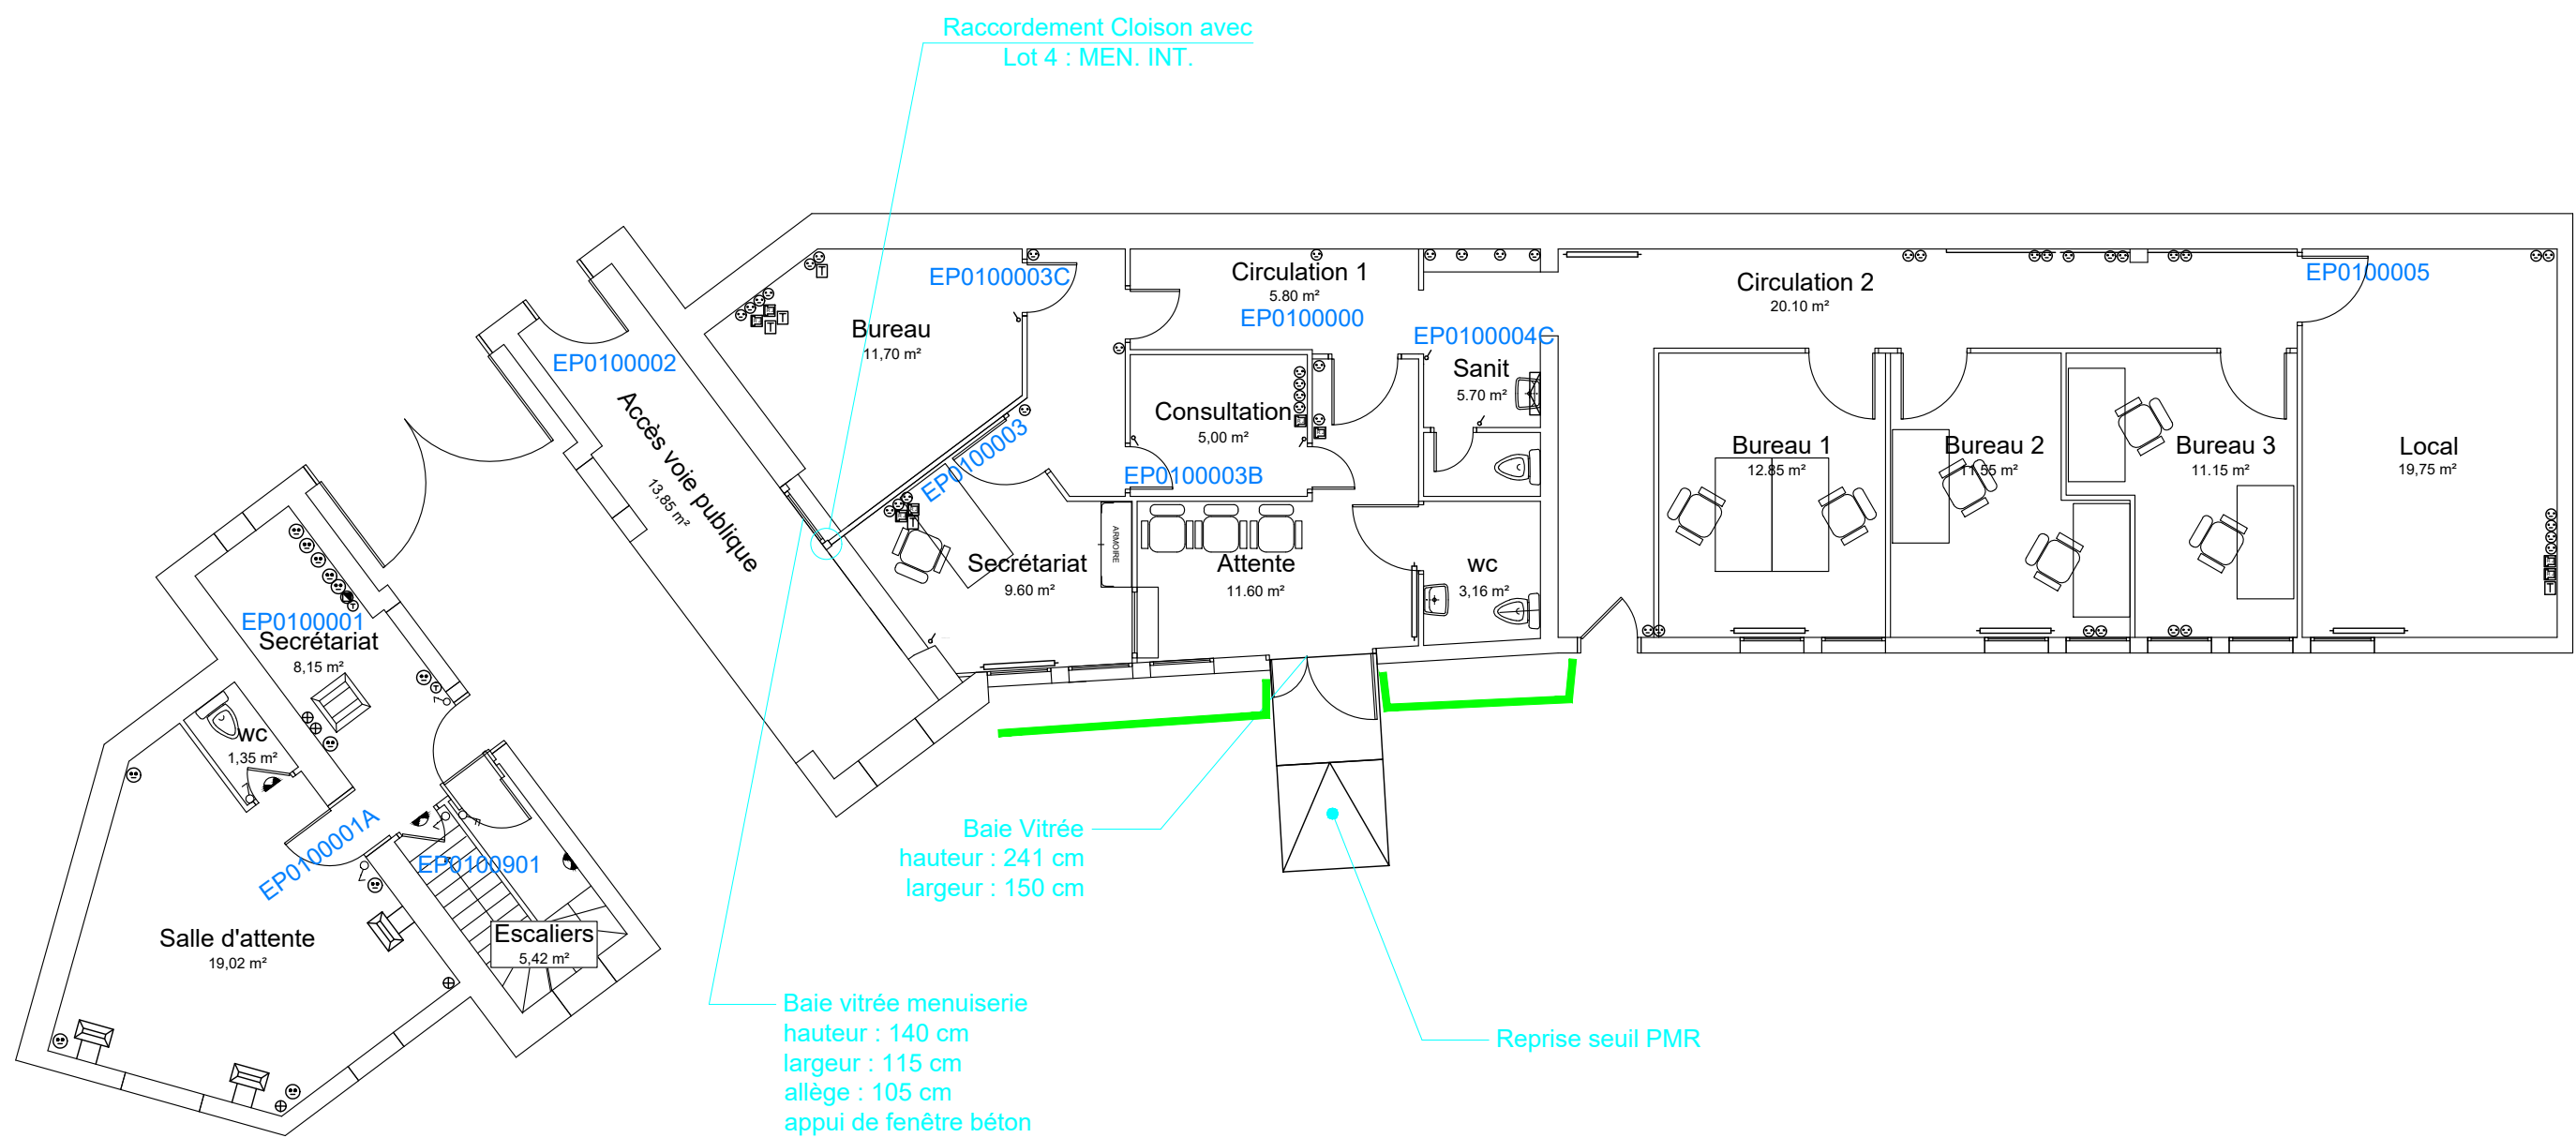 Raccordement Cloison avec
Lot 4 : MEN. INT.
EP0100003C
Bureau
11,70 m²
Circulation 1
5.80 m²
EP0100000
Circulation 2
20.10 m²
EP0100005
EP0100002
Accès voie publique
13,85 m²
EP0100004C
Sanit
5.70 m²
Consultation
5,00 m²
EP0100003
EP0100003B
Bureau 1
12.85 m²
Bureau 2
11.55 m²
Bureau 3
11.15 m²
Local
19,75 m²
Secrétariat
9.60 m²
ARMOIRE
Attente
11.60 m²
wc
3,16 m²
EP0100001
Secrétariat
8,15 m²
wc
1,35 m²
EP0100001A
EP0100901
Escaliers
5,42 m²
Salle d'attente
19,02 m²
Baie Vitrée
hauteur : 241 cm
largeur : 150 cm
Baie vitrée menuiserie
hauteur : 140 cm
largeur : 115 cm
allège : 105 cm
appui de fenêtre béton
Reprise seuil PMR